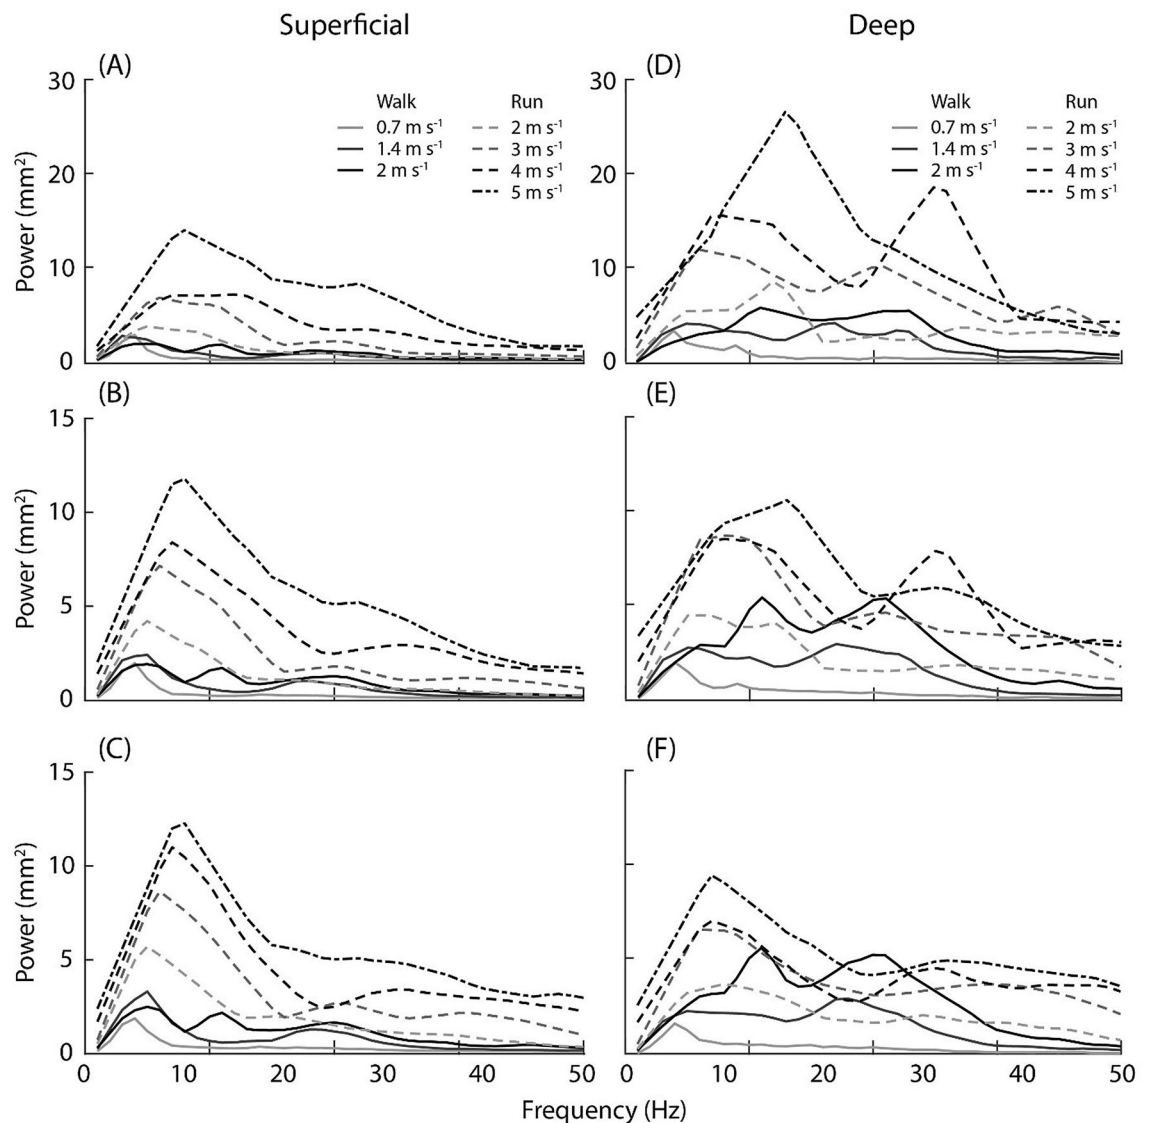 Superficial
Deep
(A)
30
20
10
0
Power (mm²)
Walk Run
0.7 m s⁻¹ 2 m s⁻¹
1.4 m s⁻¹ 3 m s⁻¹
2 m s⁻¹ 4 m s⁻¹
5 m s⁻¹
(D)
30
20
10
0
Walk Run
0.7 m s⁻¹ 2 m s⁻¹
1.4 m s⁻¹ 3 m s⁻¹
2 m s⁻¹ 4 m s⁻¹
5 m s⁻¹
(B)
15
10
5
0
Power (mm²)
(E)
(C)
15
10
5
0
Power (mm²)
(F)
0 10 20 30 40 50
0 10 20 30 40 50
Frequency (Hz)